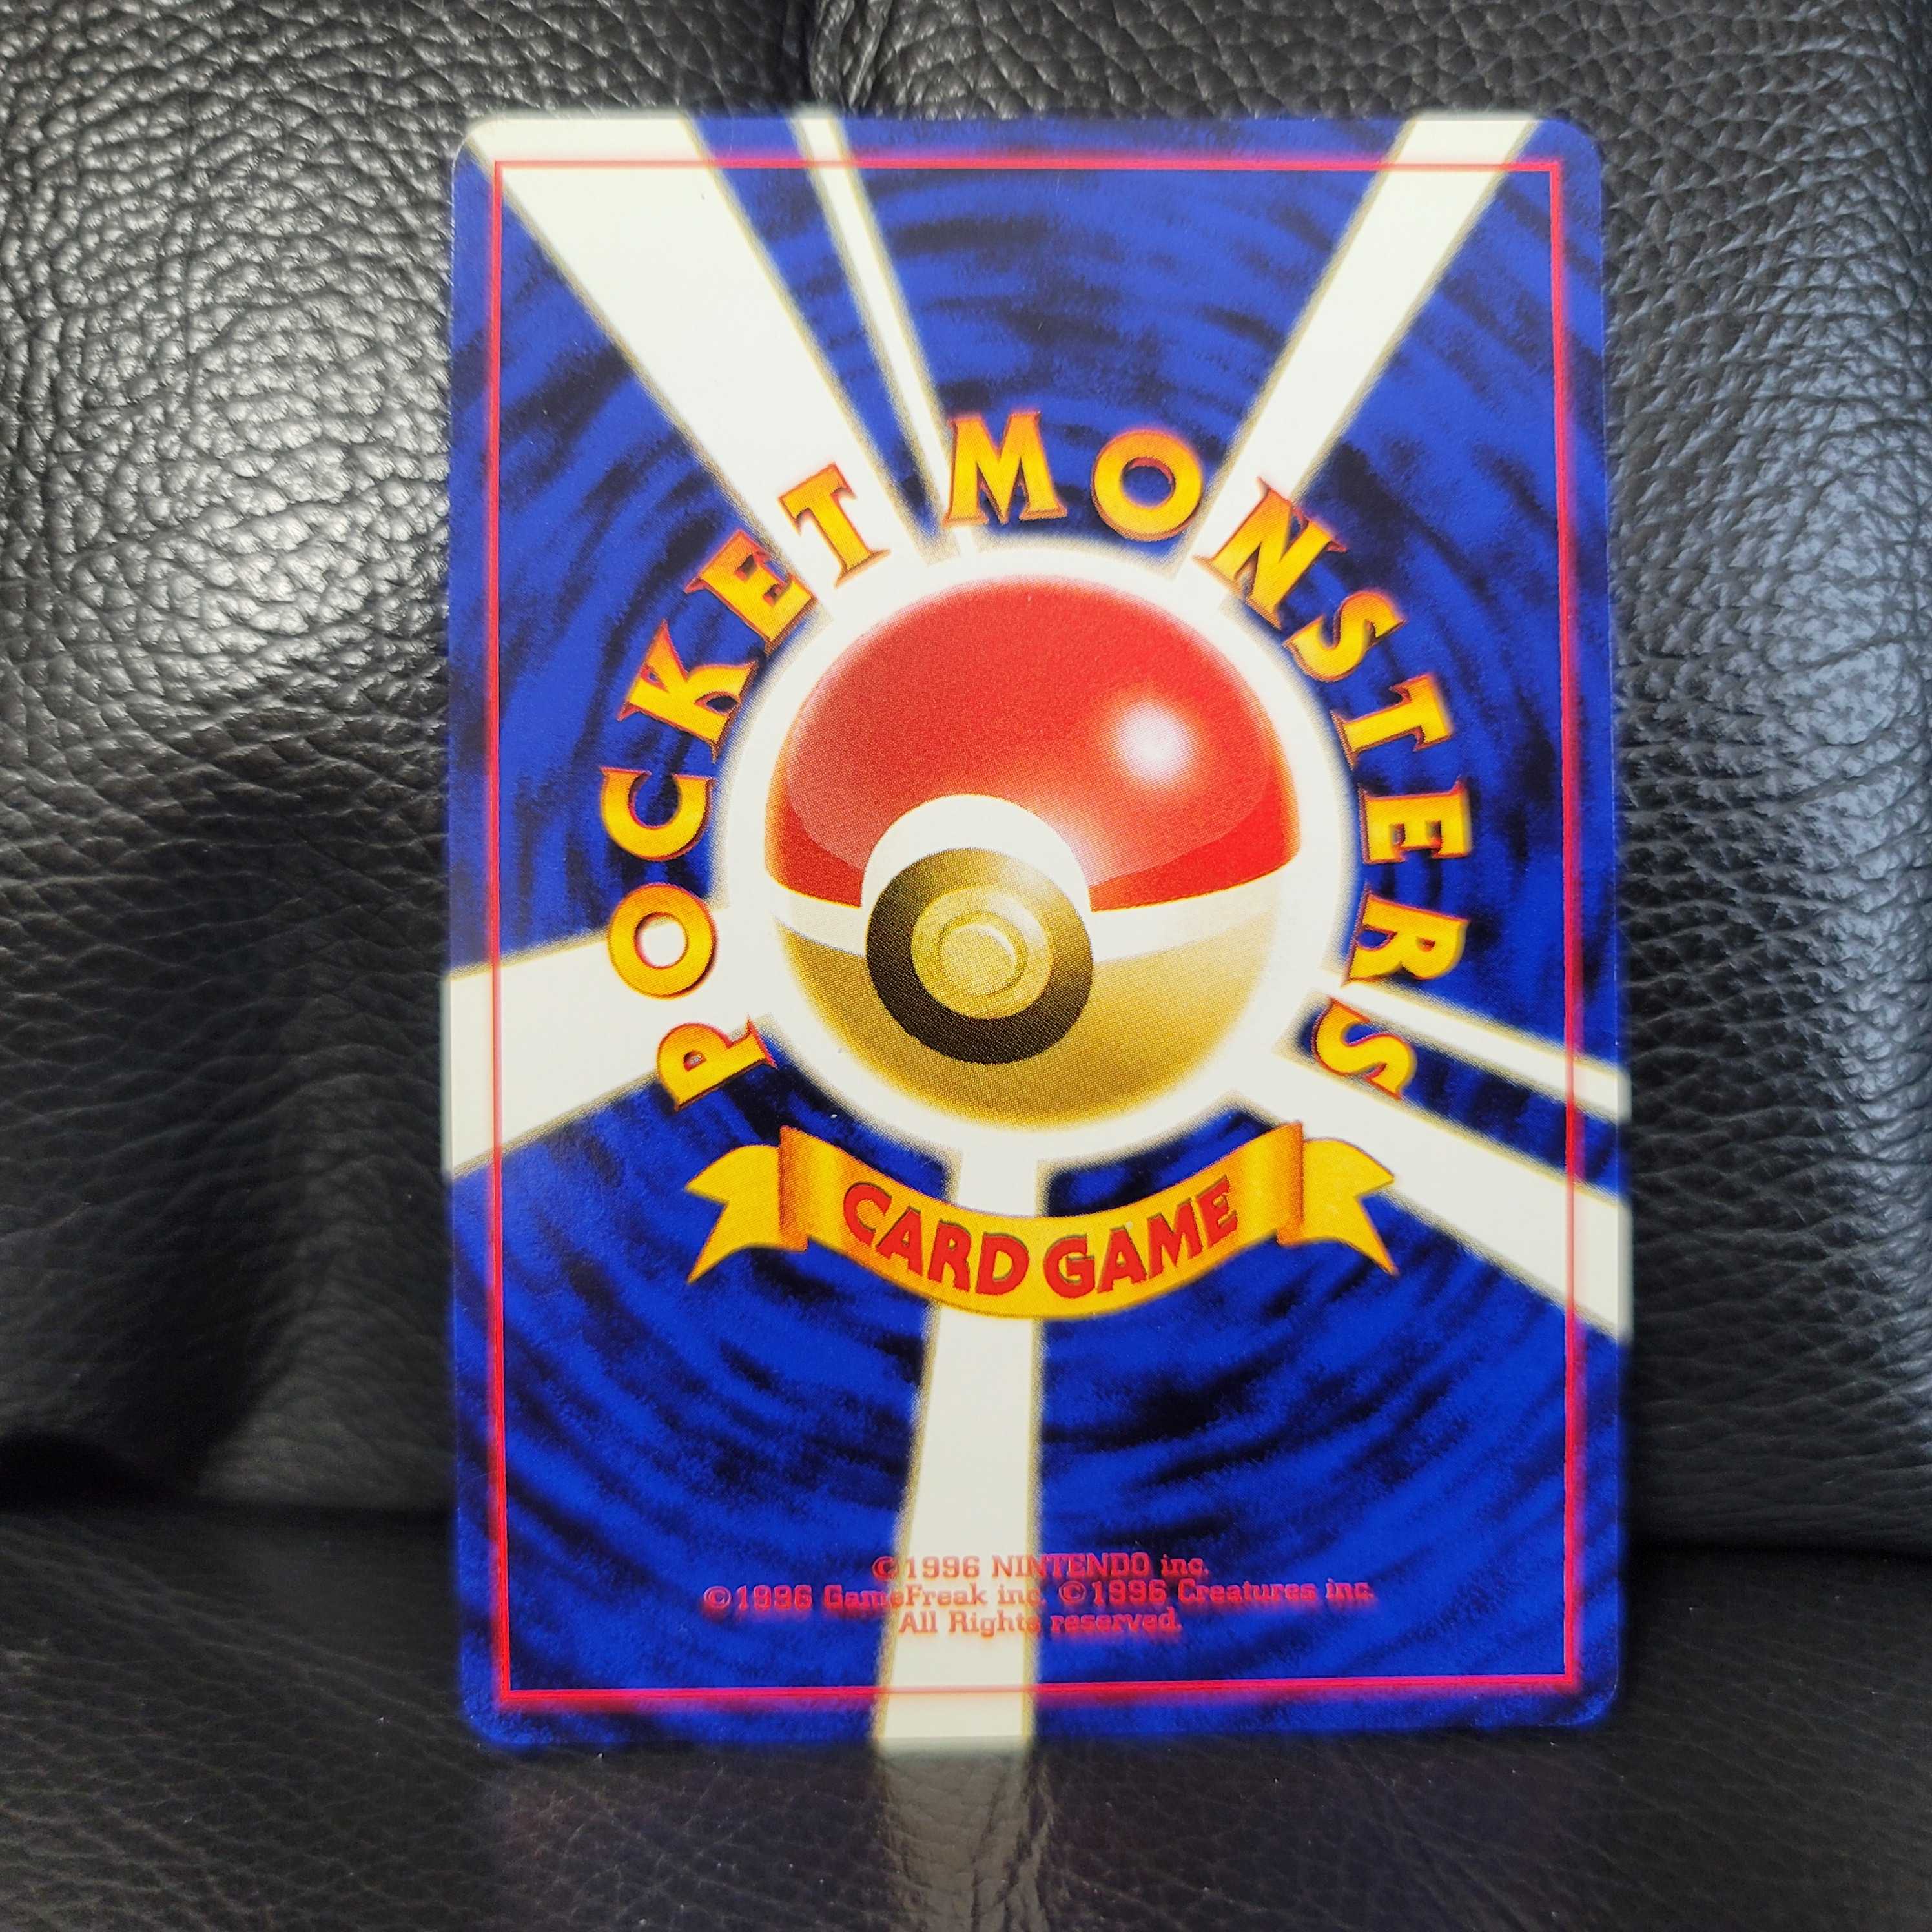 POCKET MONSTERS
CARD GAME
©1996 NINTENDO inc.
©1996 GameFreak inc. ©1996 Creatures inc.
All Rights reserved.